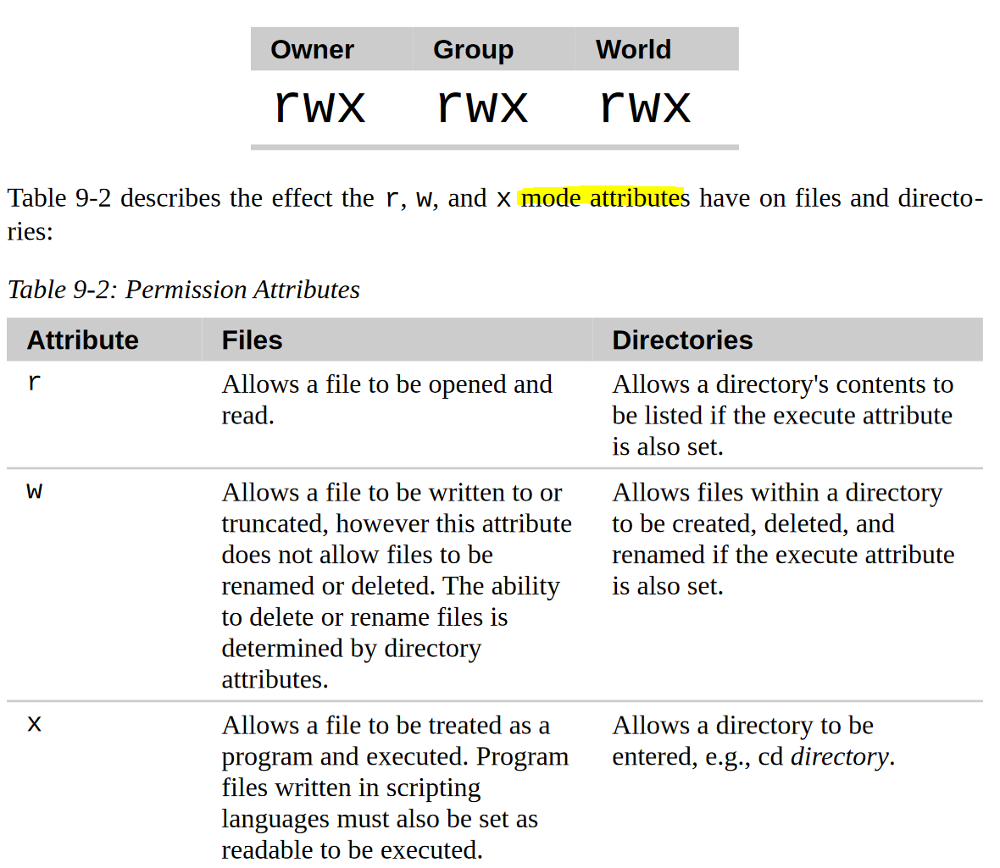 Owner Group World
rwx rwx rwx
Table 9-2 describes the effect the r, w, and x mode attributes have on files and directo-
ries:
Table 9-2: Permission Attributes
Attribute Files Directories
r Allows a file to be opened and Allows a directory's contents to
read. be listed if the execute attribute
is also set.
w Allows a file to be written to or Allows files within a directory
truncated, however this attribute to be created, deleted, and
does not allow files to be renamed if the execute attribute
renamed or deleted. The ability is also set.
to delete or rename files is
determined by directory
attributes.
x Allows a file to be treated as a Allows a directory to be
program and executed. Program entered, e.g., cd directory.
files written in scripting
languages must also be set as
readable to be executed.